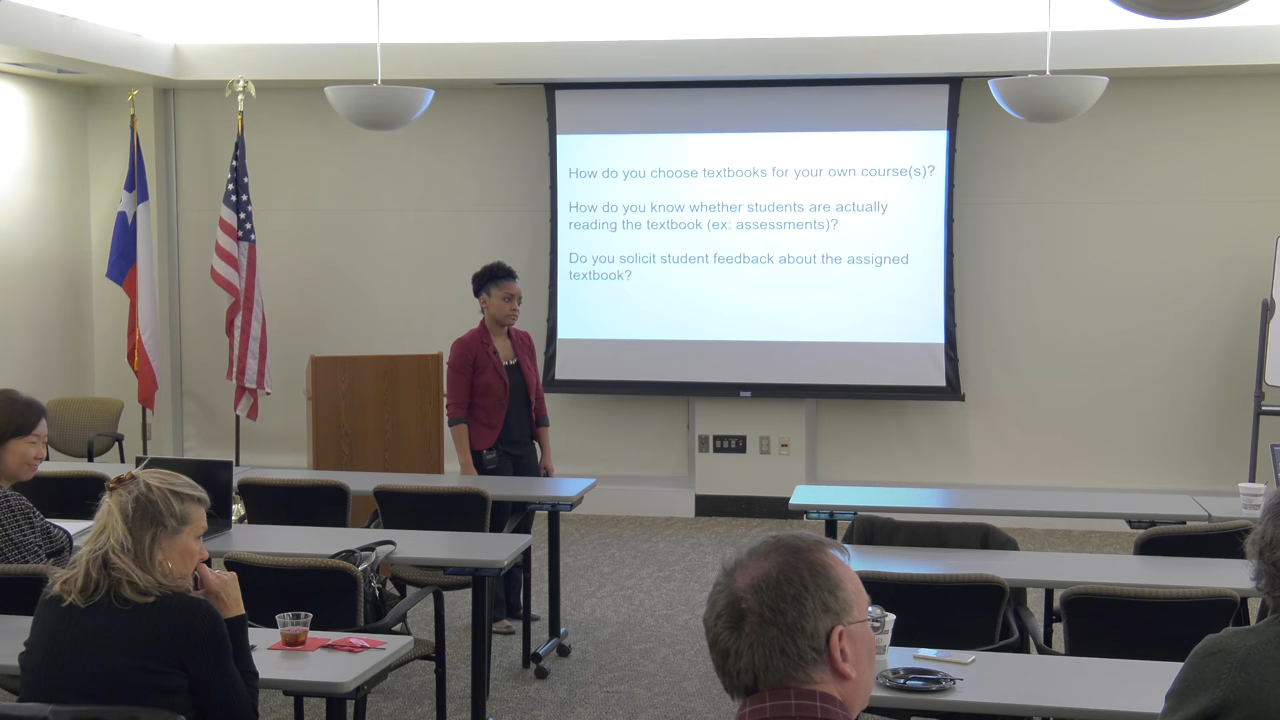 How do you choose textbooks for your own course(s)?
How do you know whether students are actually
reading the textbook (ex: assessments)?
Do you solicit student feedback about the assigned
textbook?